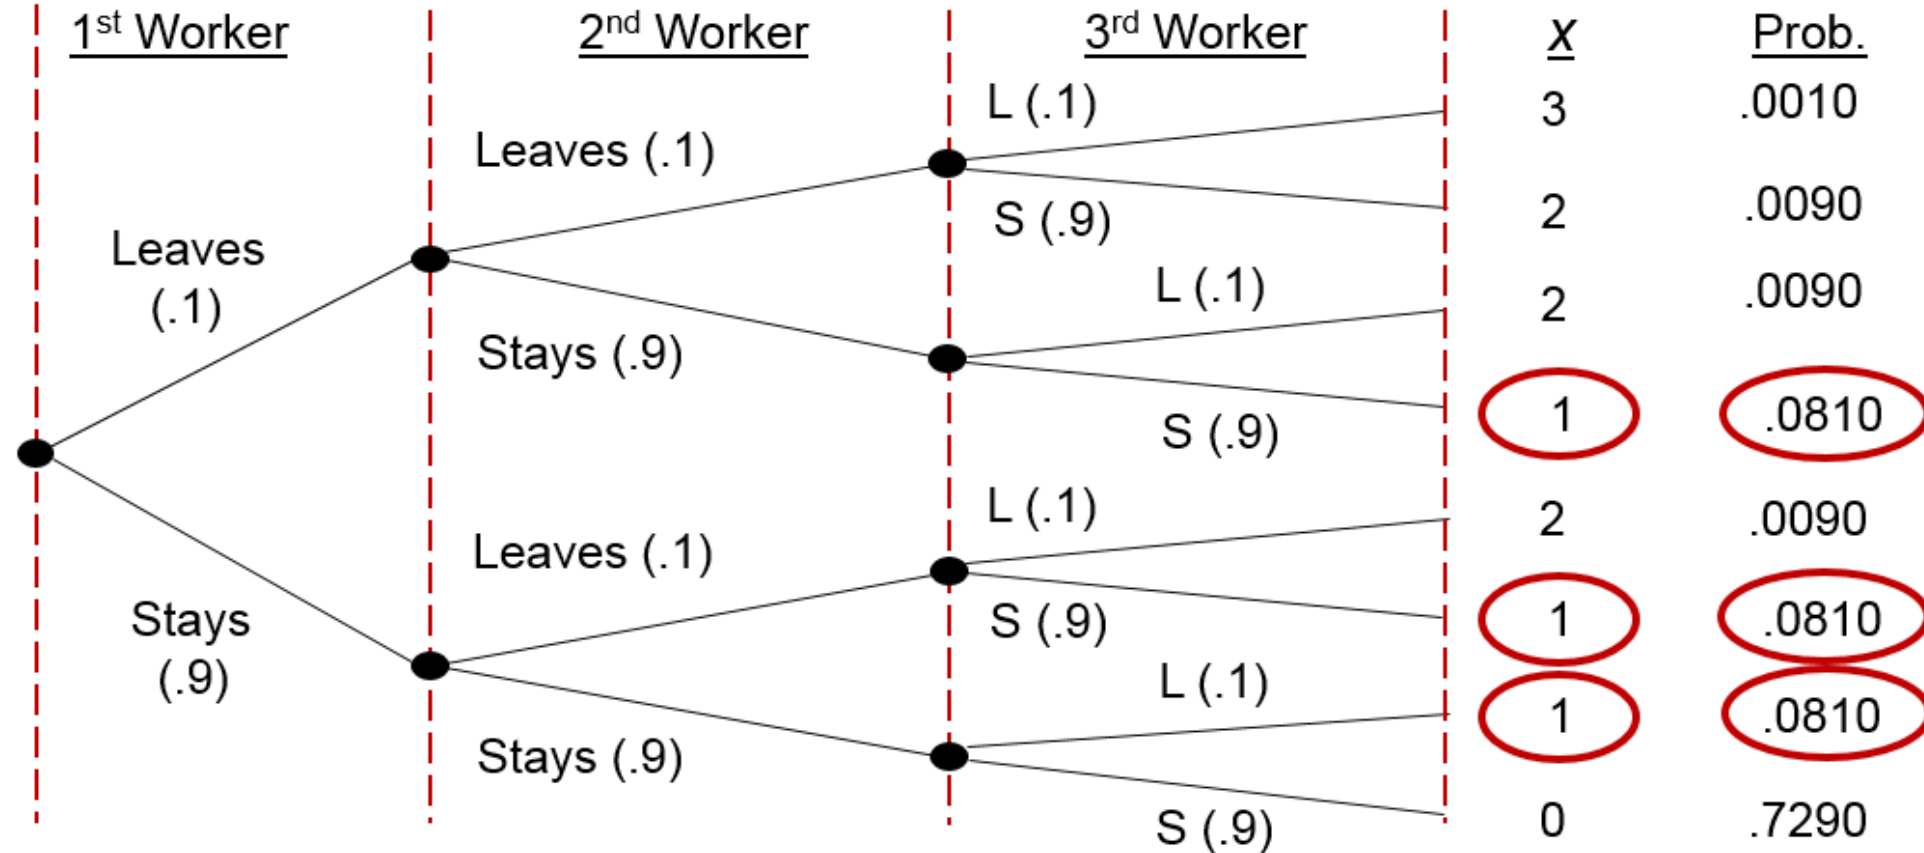 1st Worker 2nd Worker 3rd Worker x Prob.
L (.1) 3 .0010
Leaves (.1)
S (.9) 2 .0090
Leaves
(.1)
L (.1) 2 .0090
Stays (.9)
S (.9) 1 .0810
L (.1) 2 .0090
Leaves (.1)
Stays
(.9)
S (.9) 1 .0810
L (.1) 1 .0810
Stays (.9)
S (.9) 0 .7290